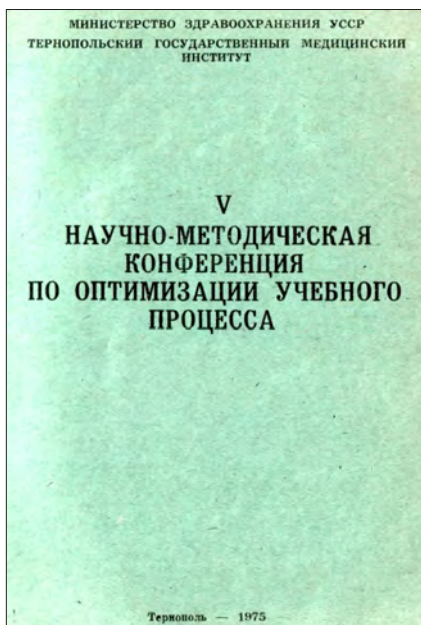 МИНИСТЕРСТВО ЗДРАВООХРАНЕНИЯ УССР
ТЕРНОПОЛЬСКИЙ ГОСУДАРСТВЕННЫЙ МЕДИЦИНСКИЙ
ИНСТИТУТ
V
НАУЧНО-МЕТОДИЧЕСКАЯ
КОНФЕРЕНЦИЯ
ПО ОПТИМИЗАЦИИ УЧЕБНОГО
ПРОЦЕССА
Тернополь — 1975